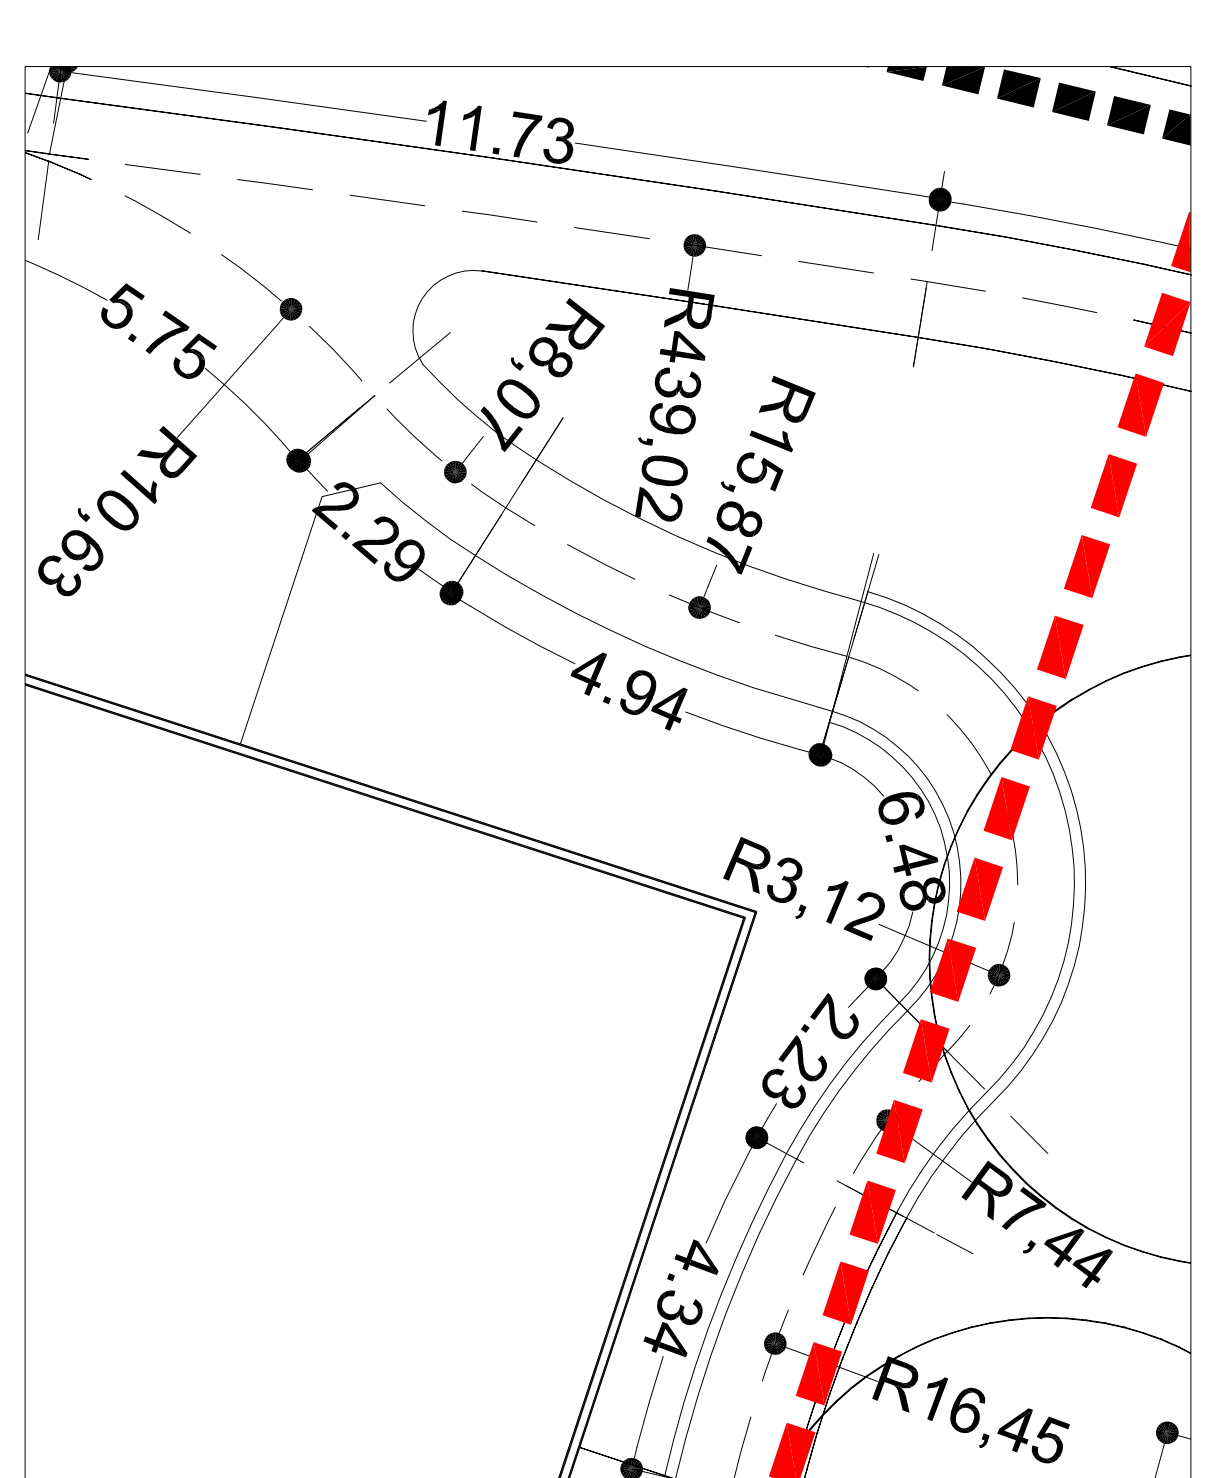 11.73
5.75
R8,07
R439,02
R15,87
R10,63
2.29
4.94
6.48
R3,12
2.23
R7,44
4.34
R16,45